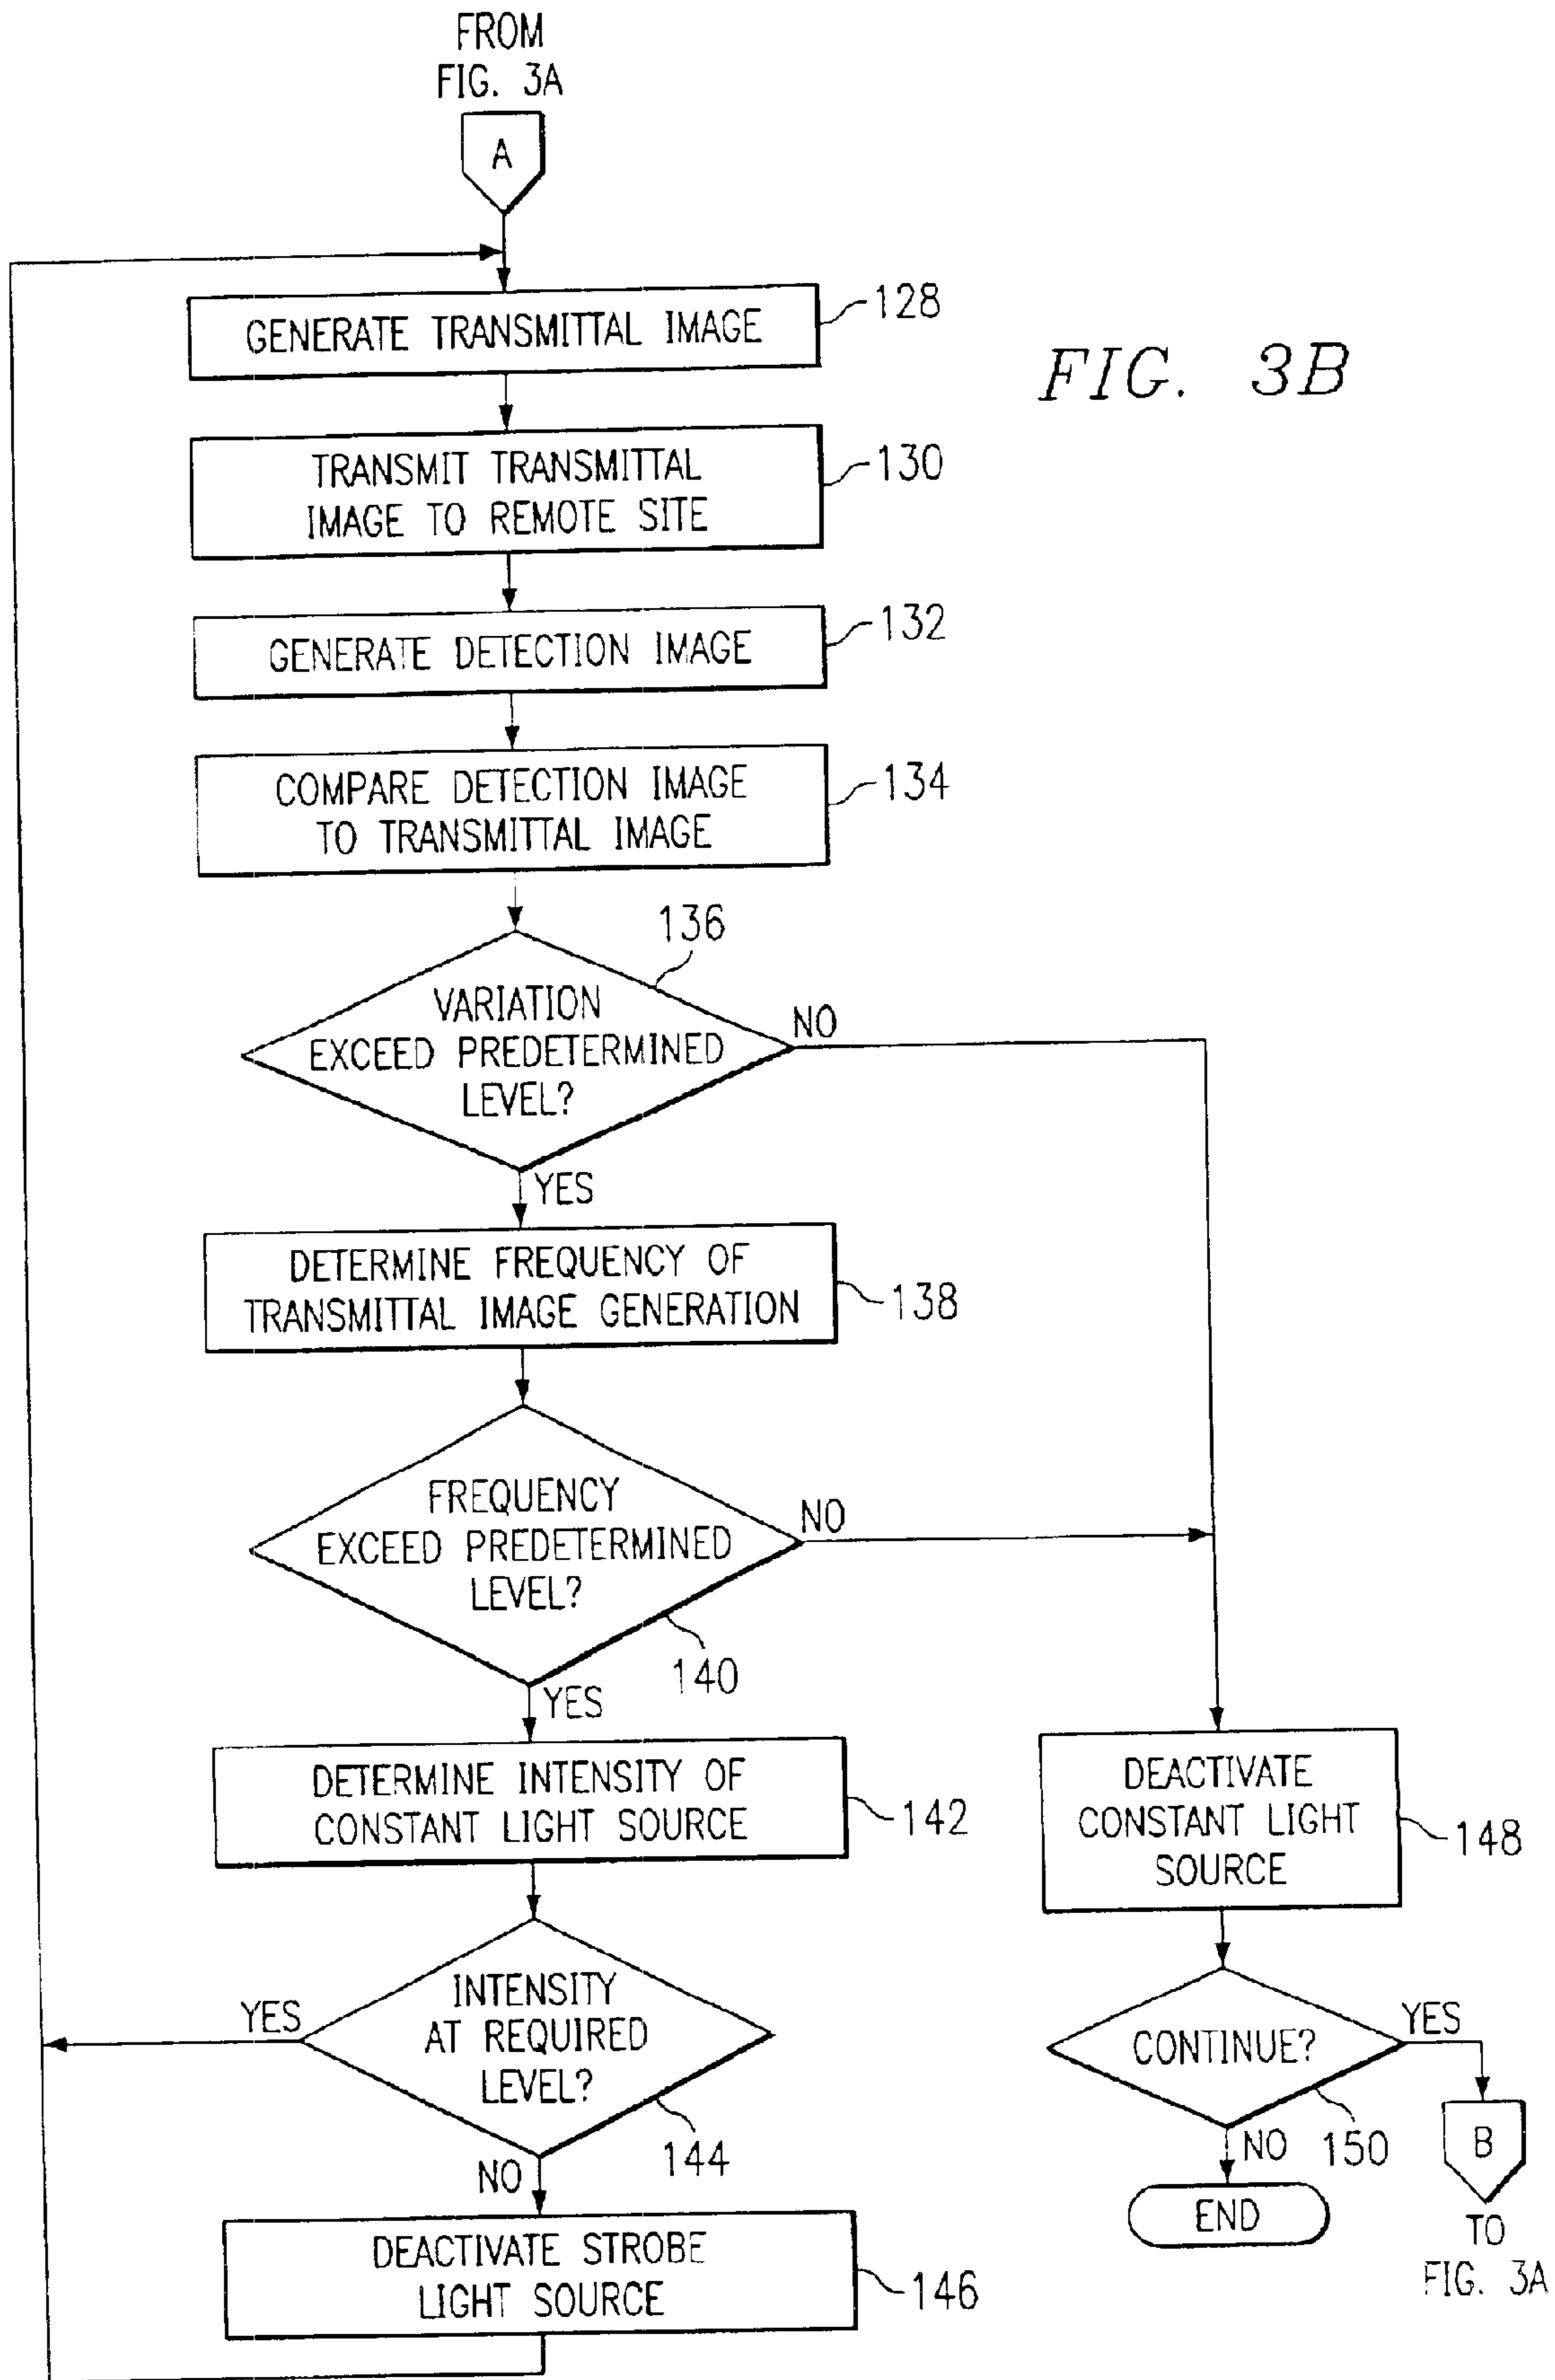 FROM
FIG. 3A
A
GENERATE TRANSMITTAL IMAGE
128
FIG. 3B
TRANSMIT TRANSMITTAL
IMAGE TO REMOTE SITE
130
GENERATE DETECTION IMAGE
132
COMPARE DETECTION IMAGE
TO TRANSMITTAL IMAGE
134
136
VARIATION
EXCEED PREDETERMINED
LEVEL?
NO
YES
DETERMINE FREQUENCY OF
TRANSMITTAL IMAGE GENERATION
138
FREQUENCY
EXCEED PREDETERMINED
LEVEL?
NO
140
YES
DETERMINE INTENSITY OF
CONSTANT LIGHT SOURCE
142
DEACTIVATE
CONSTANT LIGHT
SOURCE
148
INTENSITY
AT REQUIRED
LEVEL?
YES
144
NO
CONTINUE?
YES
150
NO
B
END
TO
FIG. 3A
DEACTIVATE STROBE
LIGHT SOURCE
146